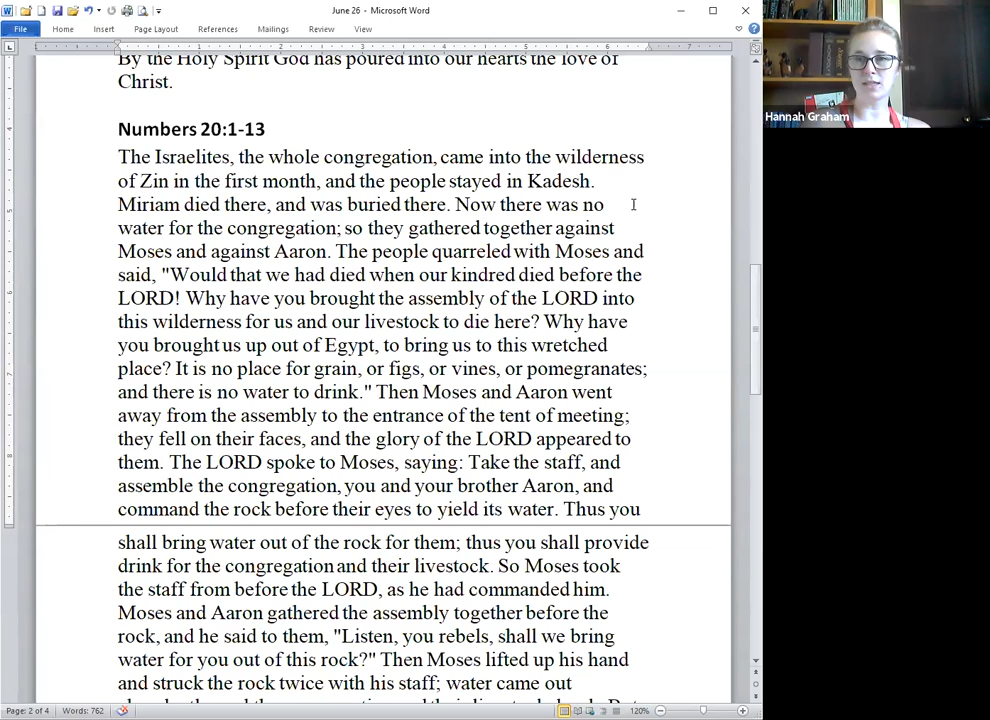 June 26 - Microsoft Word
File Home Insert Page Layout References Mailings Review View
By the Holy Spirit God has poured into our hearts the love of
Christ.
Numbers 20:1-13
The Israelites, the whole congregation, came into the wilderness
of Zin in the first month, and the people stayed in Kadesh.
Miriam died there, and was buried there. Now there was no
water for the congregation; so they gathered together against
Moses and against Aaron. The people quarreled with Moses and
said, "Would that we had died when our kindred died before the
LORD! Why have you brought the assembly of the LORD into
this wilderness for us and our livestock to die here? Why have
you brought us up out of Egypt, to bring us to this wretched
place? It is no place for grain, or figs, or vines, or pomegranates;
and there is no water to drink." Then Moses and Aaron went
away from the assembly to the entrance of the tent of meeting;
they fell on their faces, and the glory of the LORD appeared to
them. The LORD spoke to Moses, saying: Take the staff, and
assemble the congregation, you and your brother Aaron, and
command the rock before their eyes to yield its water. Thus you
shall bring water out of the rock for them; thus you shall provide
drink for the congregation and their livestock. So Moses took
the staff from before the LORD, as he had commanded him.
Moses and Aaron gathered the assembly together before the
rock, and he said to them, "Listen, you rebels, shall we bring
water for you out of this rock?" Then Moses lifted up his hand
and struck the rock twice with his staff; water came out
Page: 2 of 4 Words: 762 120%
Hannah Graham